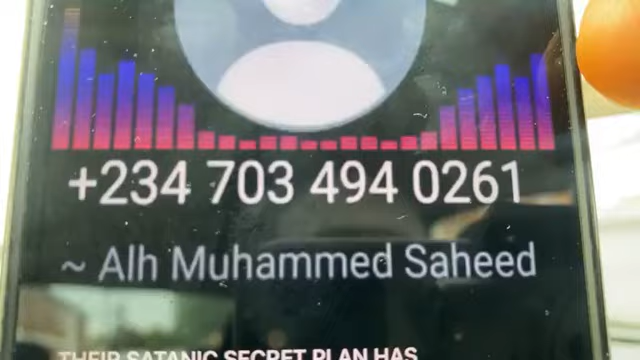 +234 703 494 0261
~ Alh Muhammed Saheed
THEIR SATANIC SECRET PLAN HAS